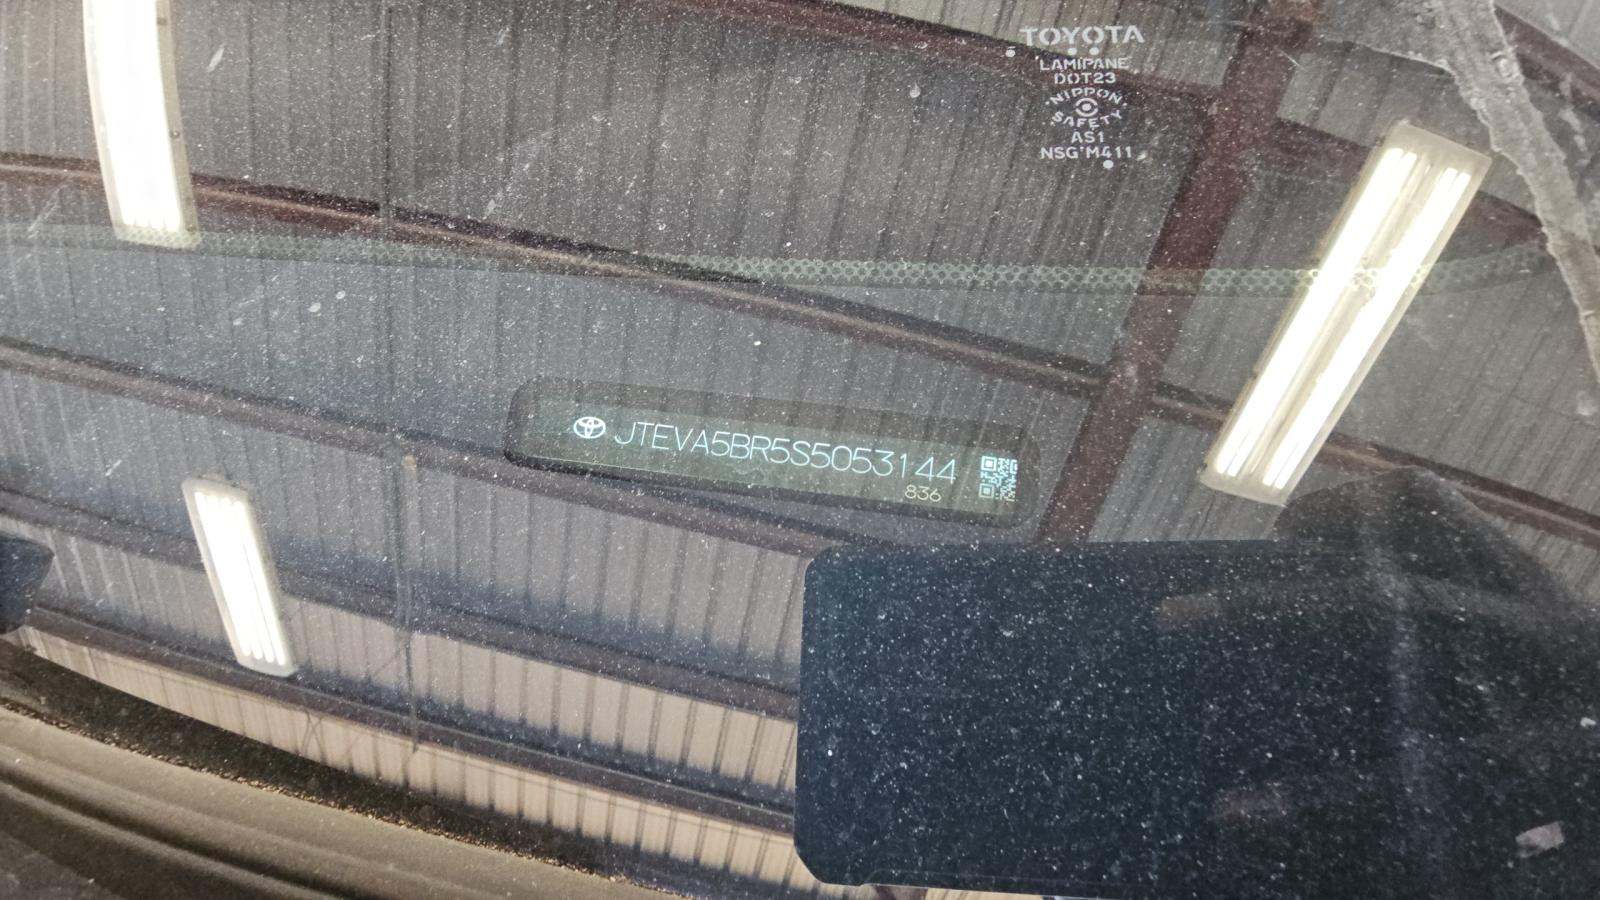 TOYOTA
LAMIPANE
DOT23
NIPPON
SAFETY
AS1
NSG M411
JTEVA5BR5S5053144
836